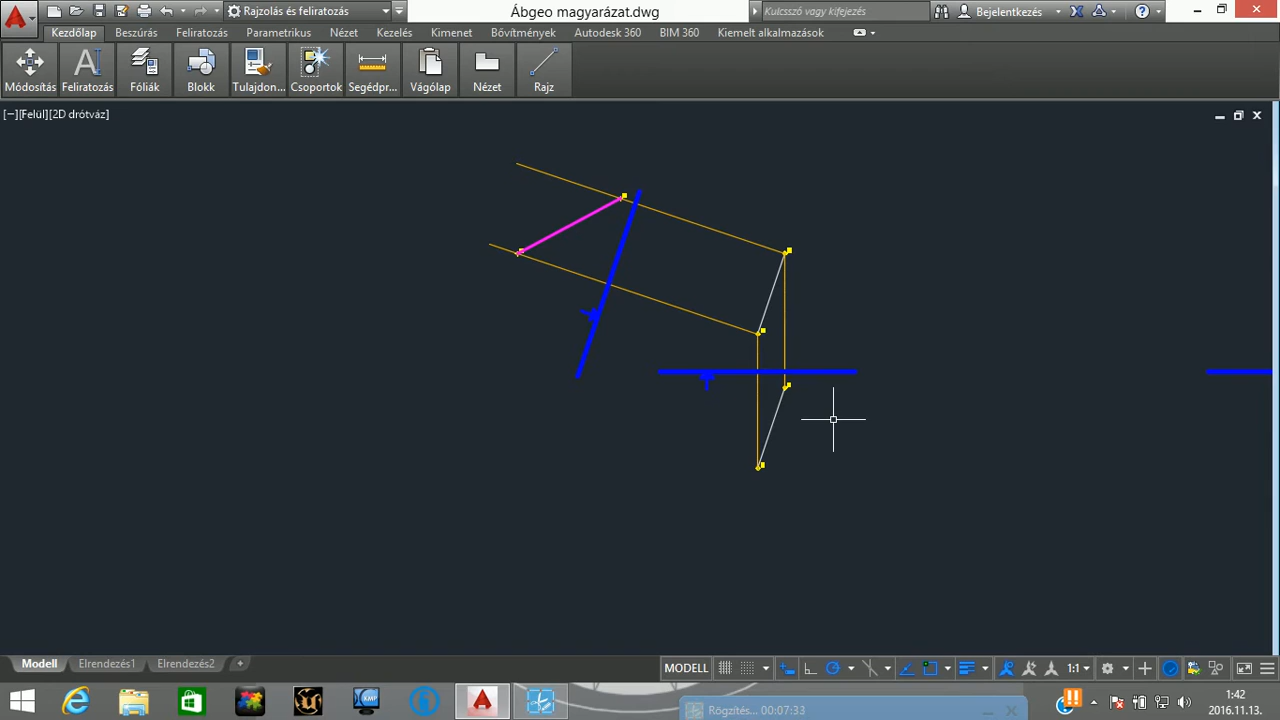 Rajzolás és feliratozás
Ábgeo magyarázat.dwg
Kulcsszó vagy kifejezés
Bejelentkezés
Kezdőlap
Beszúrás
Feliratozás
Parametrikus
Nézet
Kezelés
Kimenet
Bővítmények
Autodesk 360
BIM 360
Kiemelt alkalmazások
Módosítás
Feliratozás
Fóliák
Blokk
Tulajdon...
Csoportok
Segédpr...
Vágólap
Nézet
Rajz
[−][Felül][2D drótváz]
Modell
Elrendezés1
Elrendezés2
MODELL
1:1
Rögzítés... 00:07:33
1:42
2016.11.13.